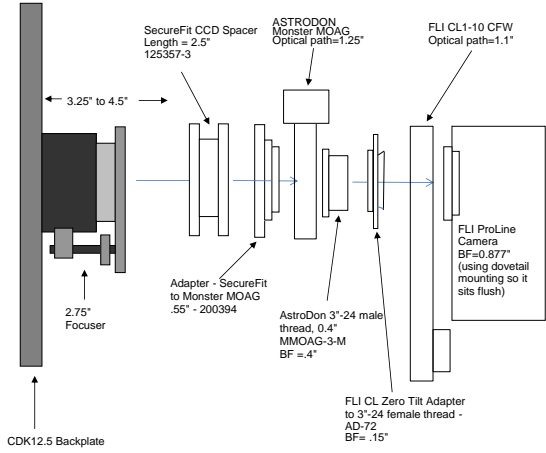 SecureFit CCD Spacer
Length = 2.5"
125357-3
ASTRODON
Monster MOAG
Optical path=1.25"
FLI CL1-10 CFW
Optical path=1.1"
3.25" to 4.5"
2.75"
Focuser
Adapter - SecureFit
to Monster MOAG
.55" - 200394
AstroDon 3"-24 male
thread, 0.4"
MMOAG-3-M
BF =.4"
FLI ProLine
Camera
BF=0.877"
(using dovetail
mounting so it
sits flush)
FLI CL Zero Tilt Adapter
to 3"-24 female thread -
AD-72
BF= .15"
CDK12.5 Backplate